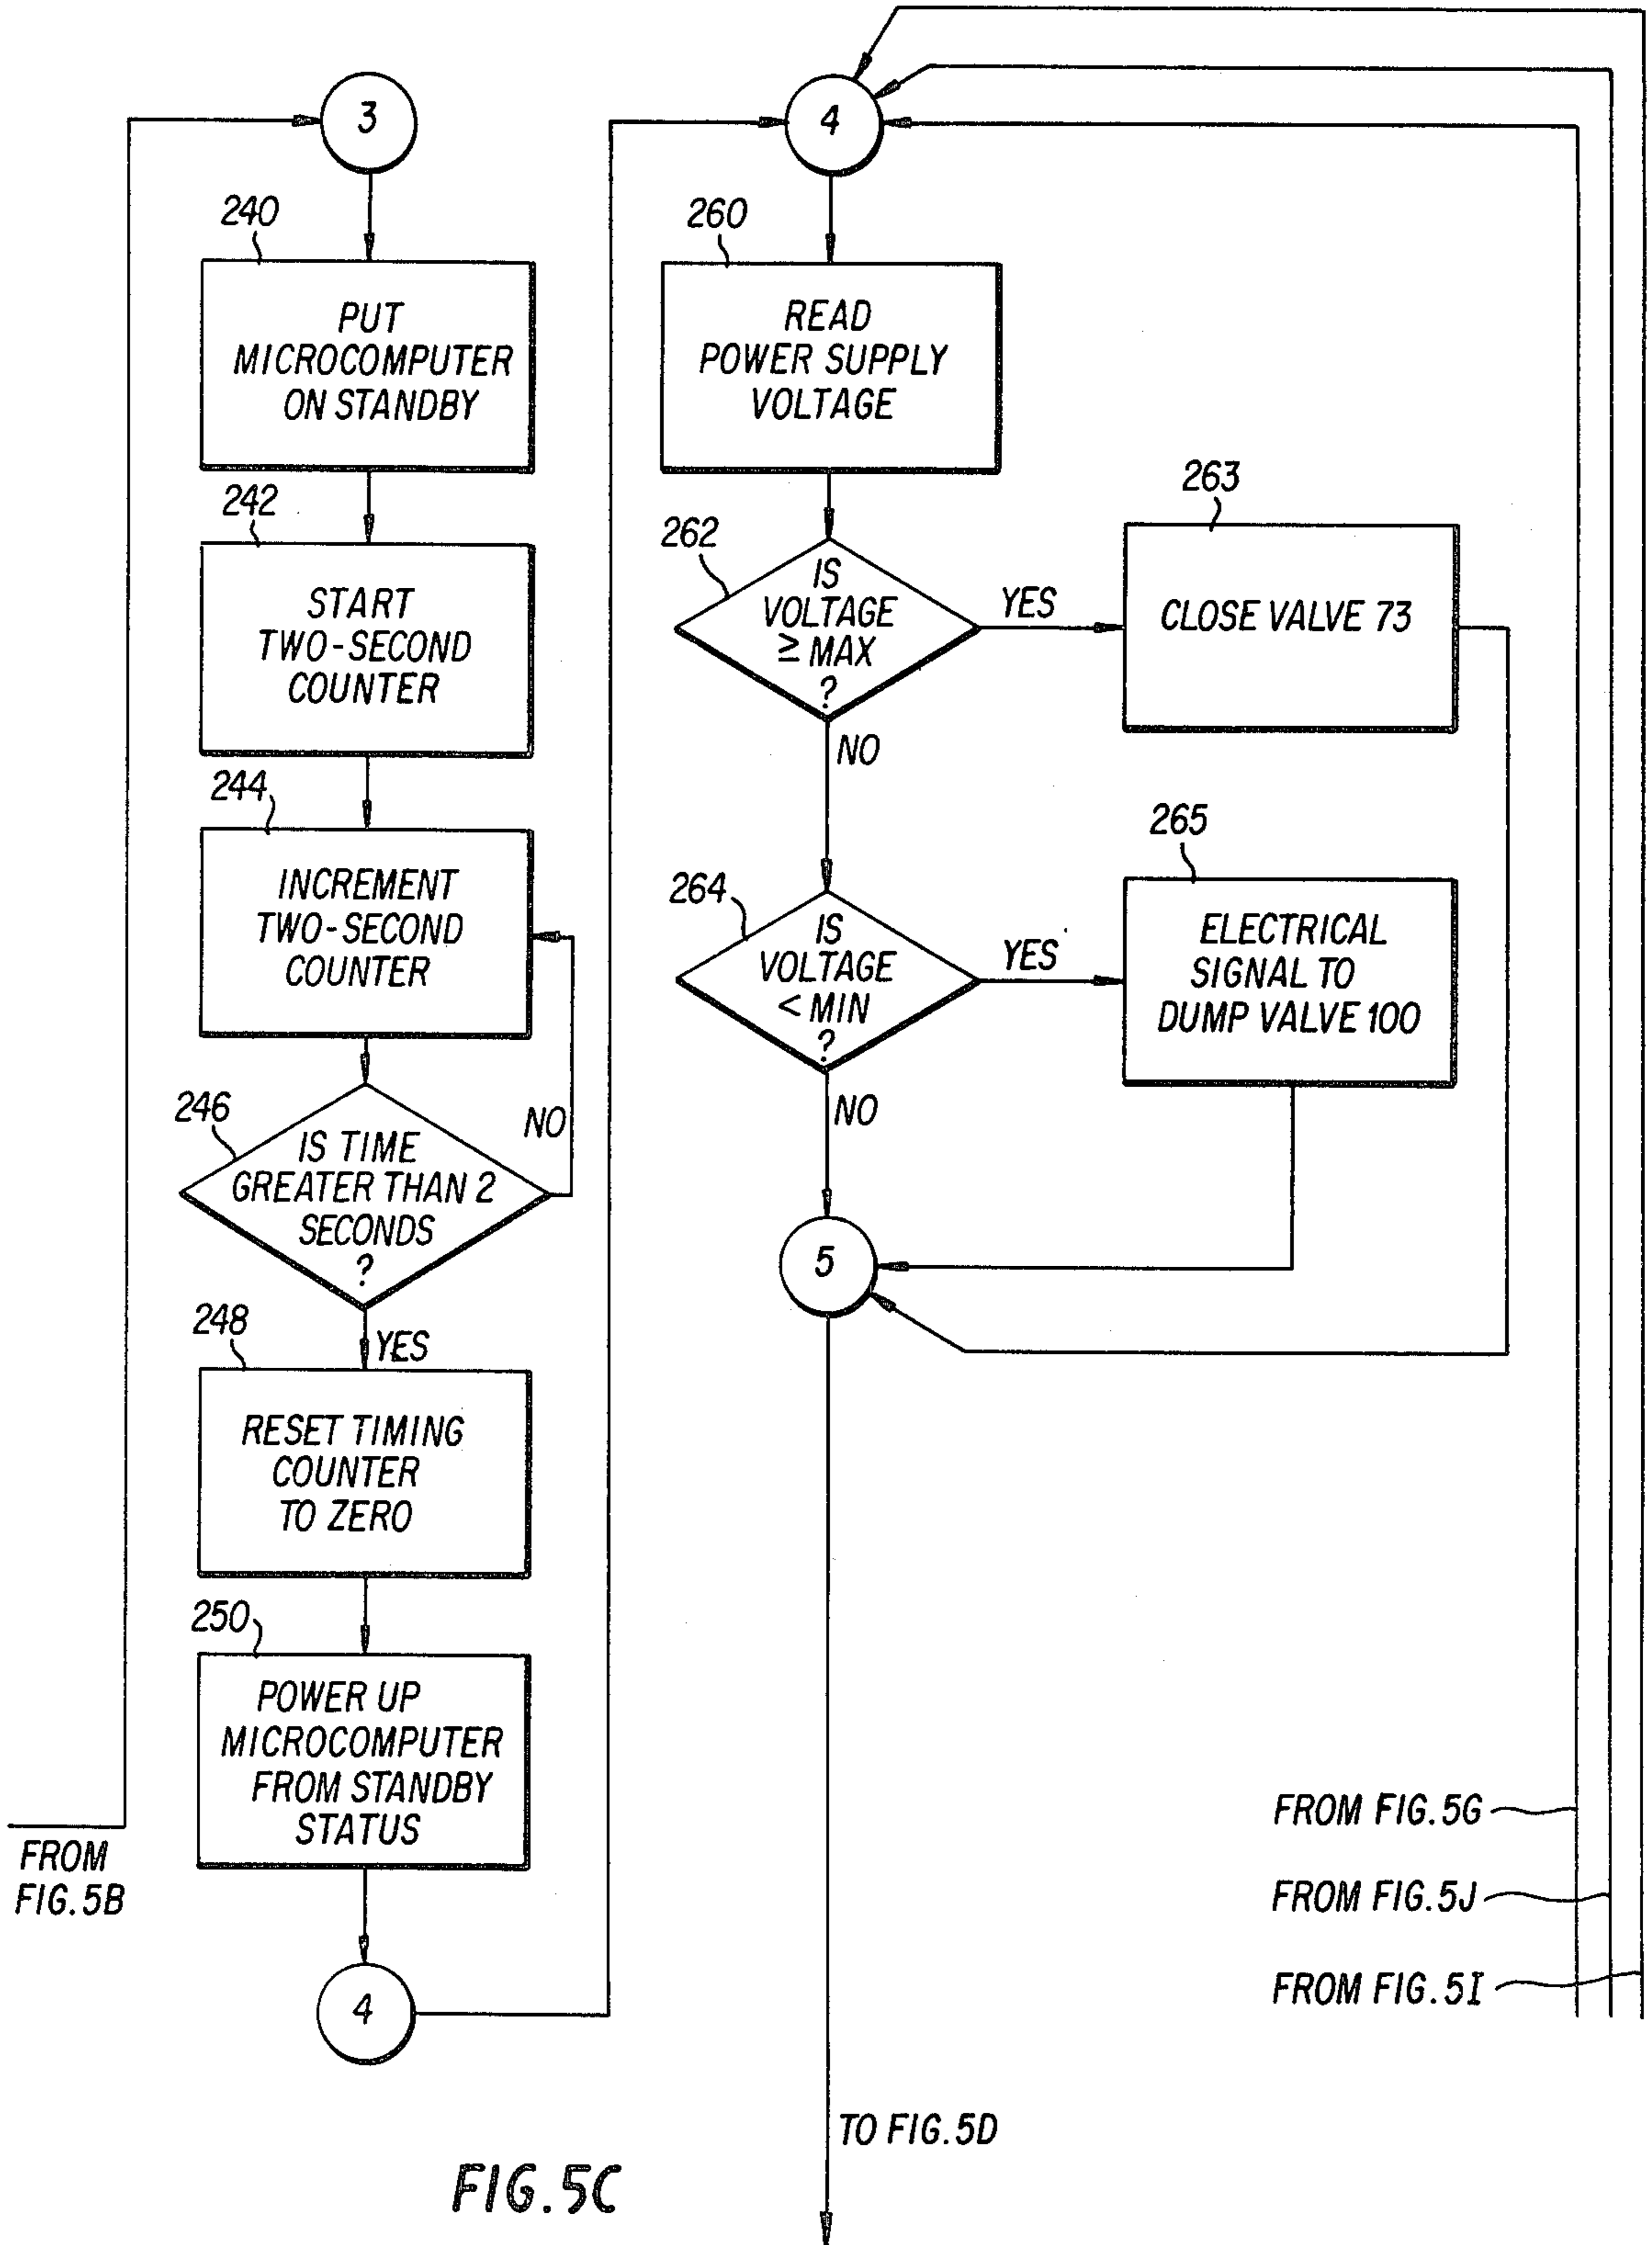 3
240
PUT
MICROCOMPUTER
ON STANDBY
242
START
TWO-SECOND
COUNTER
244
INCREMENT
TWO-SECOND
COUNTER
246
IS TIME
GREATER THAN 2
SECONDS
?
NO
YES
248
RESET TIMING
COUNTER
TO ZERO
250
POWER UP
MICROCOMPUTER
FROM STANDBY
STATUS
FROM
FIG. 5B
4
4
260
READ
POWER SUPPLY
VOLTAGE
262
IS
VOLTAGE
≥ MAX
?
YES
263
CLOSE VALVE 73
NO
264
IS
VOLTAGE
< MIN
?
YES
265
ELECTRICAL
SIGNAL TO
DUMP VALVE 100
NO
5
FROM FIG. 5G
FROM FIG. 5J
FROM FIG. 5I
TO FIG. 5D
FIG. 5C